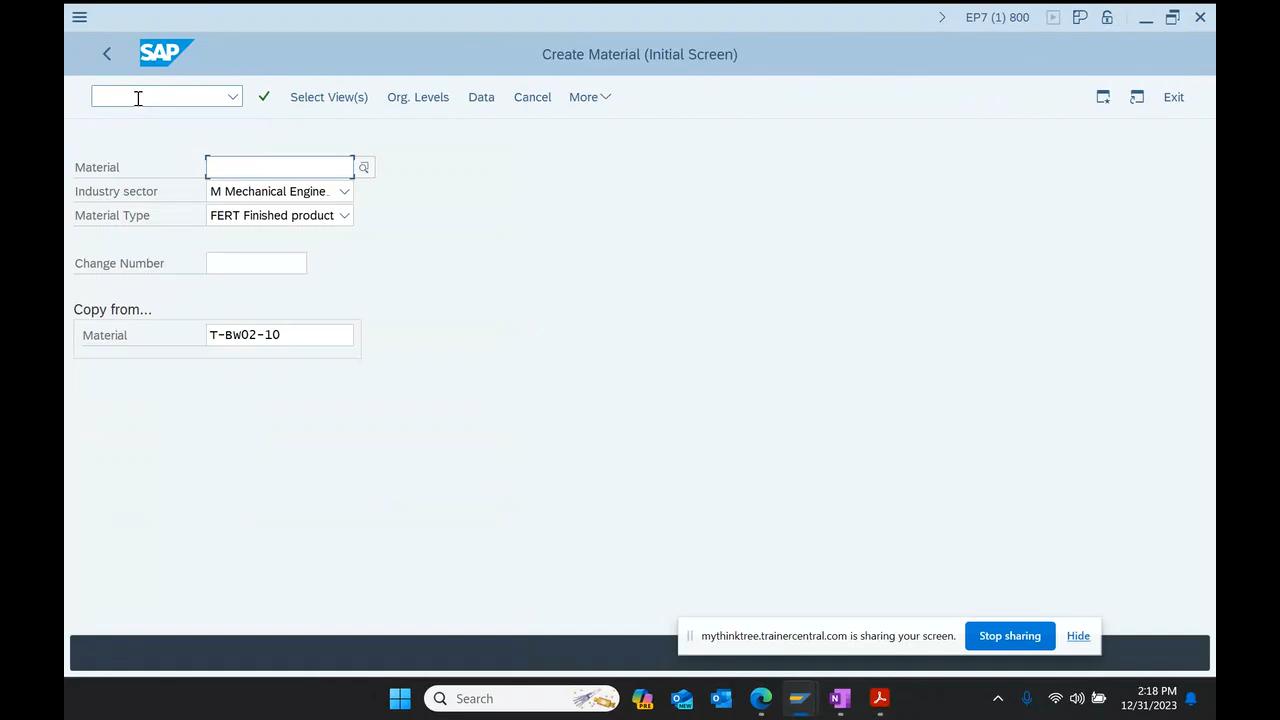 EP7 (1) 800
SAP
Create Material (Initial Screen)
Select View(s) Org. Levels Data Cancel More Exit
Material
Industry sector M Mechanical Engine..
Material Type FERT Finished product
Change Number
Copy from...
Material T-BW02-10
mythinktree.trainercentral.com is sharing your screen. Stop sharing Hide
Search
PRE
NEW
2:18 PM
12/31/2023